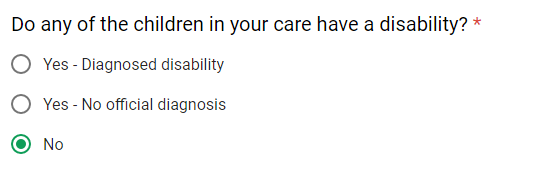 Do any of the children in your care have a disability? *
Yes - Diagnosed disability
Yes - No official diagnosis
No